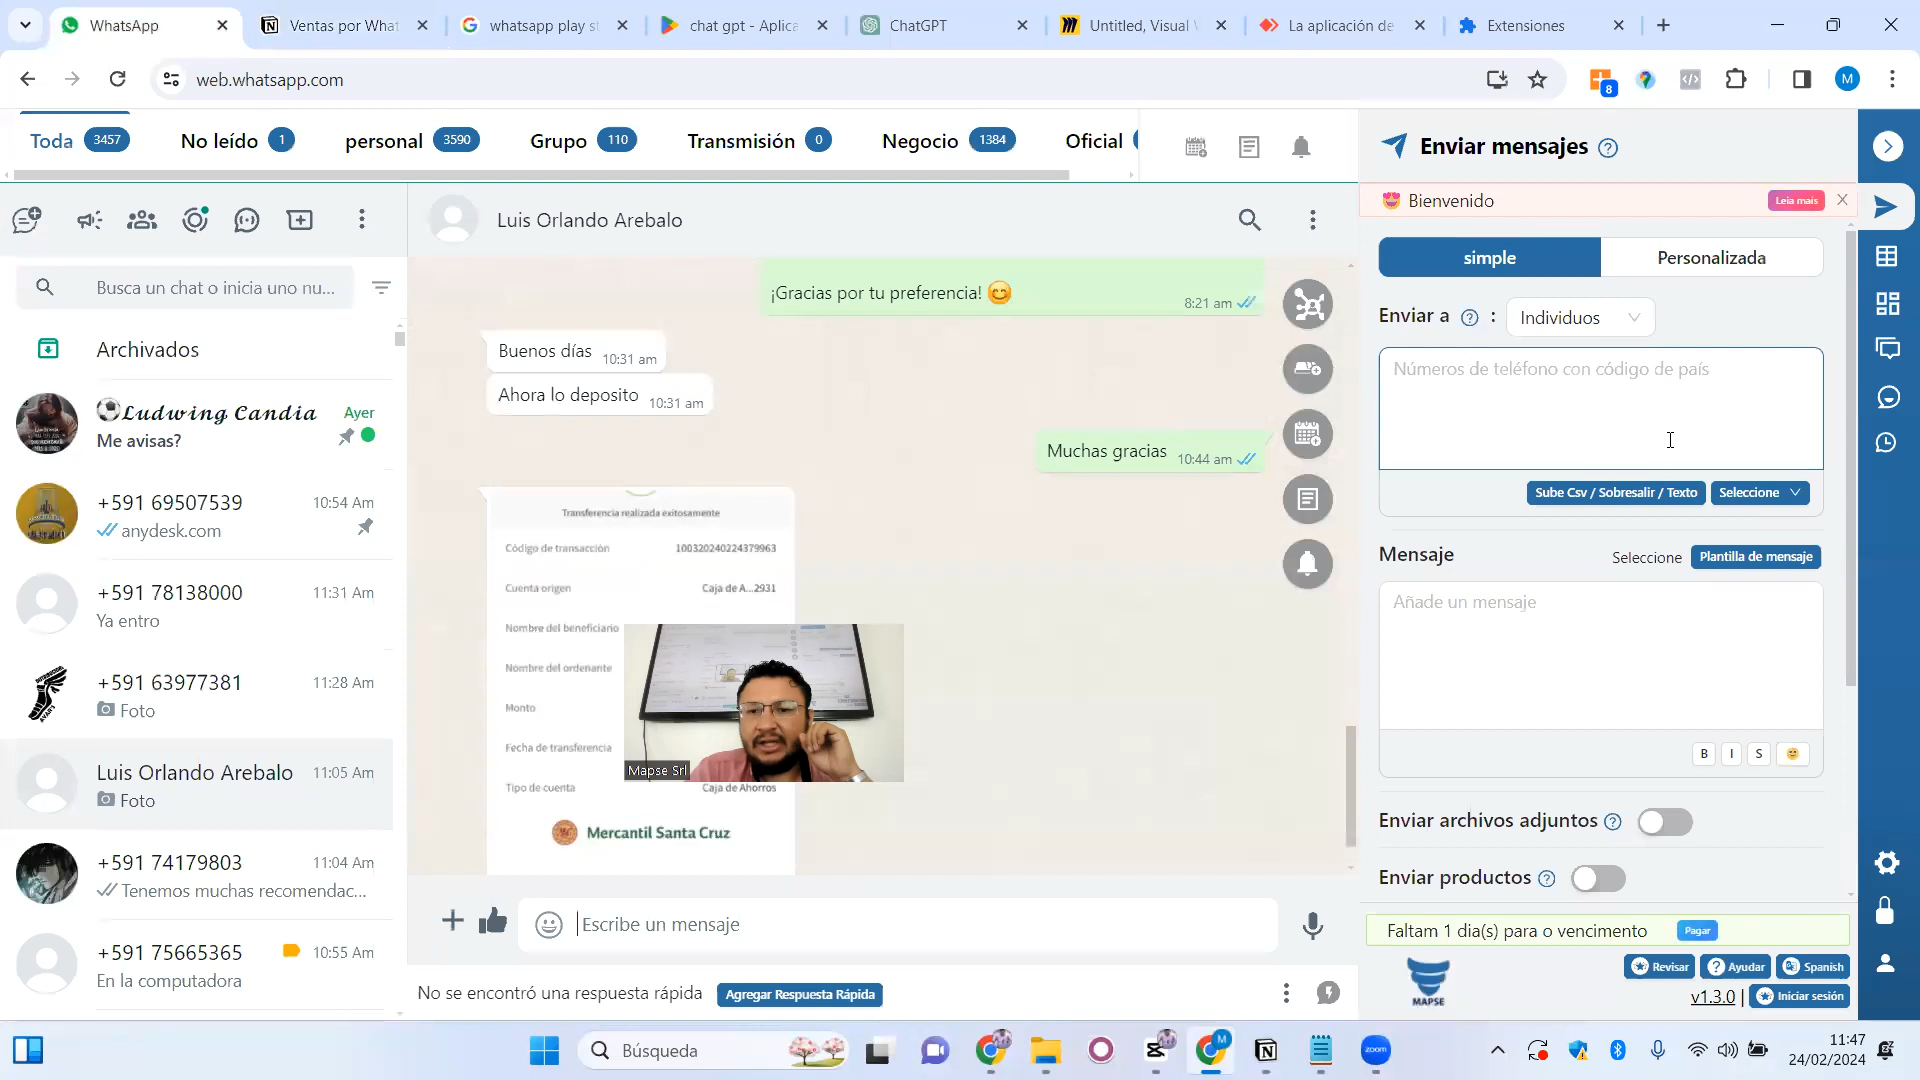 WhatsApp
Ventas por What
whatsapp play st
chat gpt - Aplica
ChatGPT
Untitled, Visual
La aplicación de
Extensiones
web.whatsapp.com
8
M
Toda 3457
No leído 1
personal 3590
Grupo 110
Transmisión 0
Negocio 1384
Oficial
Enviar mensajes
Bienvenido
Leia mais
Luis Orlando Arebalo
simple
Personalizada
Busca un chat o inicia uno nu...
Enviar a : Individuos
Números de teléfono con código de país
Sube Csv / Sobresalir / Texto
Seleccione
Mensaje
Seleccione
Plantilla de mensaje
Añade un mensaje
B I S
Enviar archivos adjuntos
Enviar productos
Faltam 1 dia(s) para o vencimento
Pagar
MAPSE
Revisar
Ayudar
Spanish
v1.3.0 | Iniciar sesión
Archivados
Ludwing Candia
Ayer
Me avisas?
+591 69507539
10:54 Am
anydesk.com
+591 78138000
11:31 Am
Ya entro
+591 63977381
11:28 Am
Foto
Luis Orlando Arebalo
11:05 Am
Foto
+591 74179803
11:04 Am
Tenemos muchas recomendac...
+591 75665365
10:55 Am
En la computadora
¡Gracias por tu preferencia!
8:21 am
Buenos días 10:31 am
Ahora lo deposito 10:31 am
Muchas gracias 10:44 am
Transferencia realizada exitosamente
Código de transacción 100320240224379963
Cuenta origen Caja de A...2931
Nombre del beneficiario
Nombre del ordenante
Monto
Fecha de transferencia
Mapse Srl
Tipo de cuenta Caja de Ahorros
Mercantil Santa Cruz
Escribe un mensaje
No se encontró una respuesta rápida
Agregar Respuesta Rápida
Búsqueda
zoom
11:47
24/02/2024